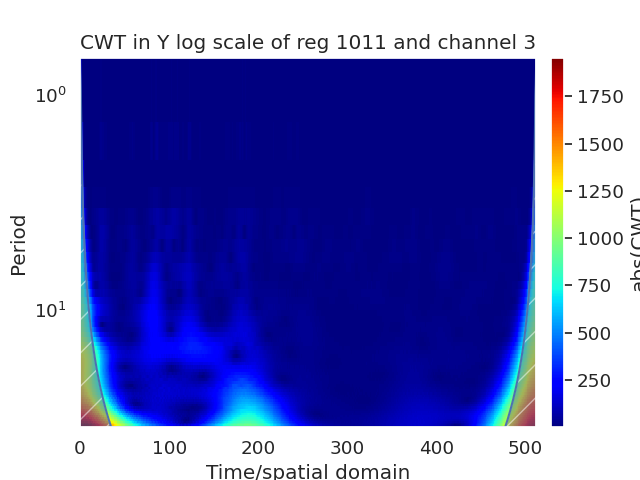 CWT in Y log scale of reg 1011 and channel 3
10⁰
10¹
Period
0 100 200 300 400 500
Time/spatial domain
1750
1500
1250
1000
750
500
250
abs(CWT)